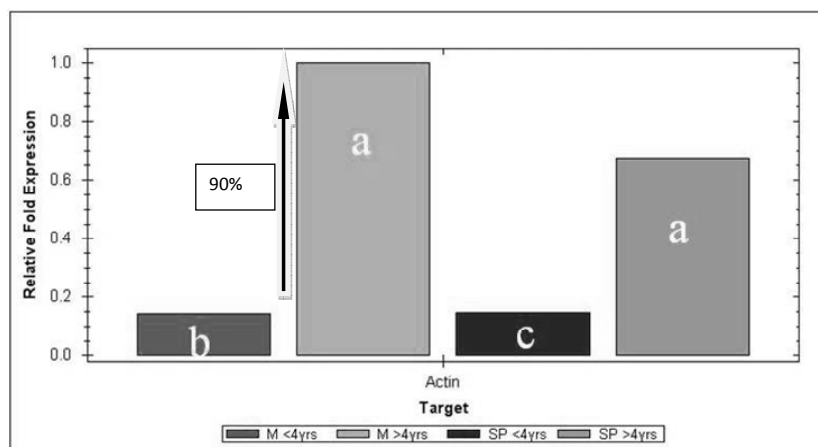 1.0
0.8
0.6
0.4
0.2
0.0
Relative Fold Expression
90%
b
a
c
a
Actin
Target
M <4yrs M >4yrs SP <4yrs SP >4yrs